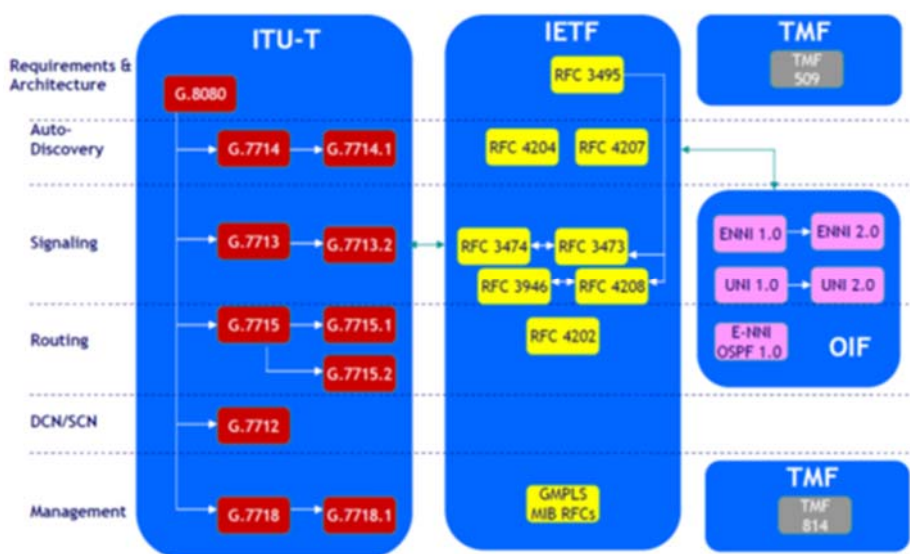 ITU-T
IETF
TMF
Requirements &
Architecture
G.8080
RFC 3495
TMF
509
Auto-
Discovery
G.7714
G.7714.1
RFC 4204
RFC 4207
Signaling
G.7713
G.7713.2
RFC 3474
RFC 3473
RFC 3946
RFC 4208
ENNI 1.0
ENNI 2.0
UNI 1.0
UNI 2.0
E-NNI
OSPF 1.0
OIF
Routing
G.7715
G.7715.1
G.7715.2
RFC 4202
DCN/SCN
G.7712
Management
G.7718
G.7718.1
GMPLS
MIB RFCs
TMF
TMF
814